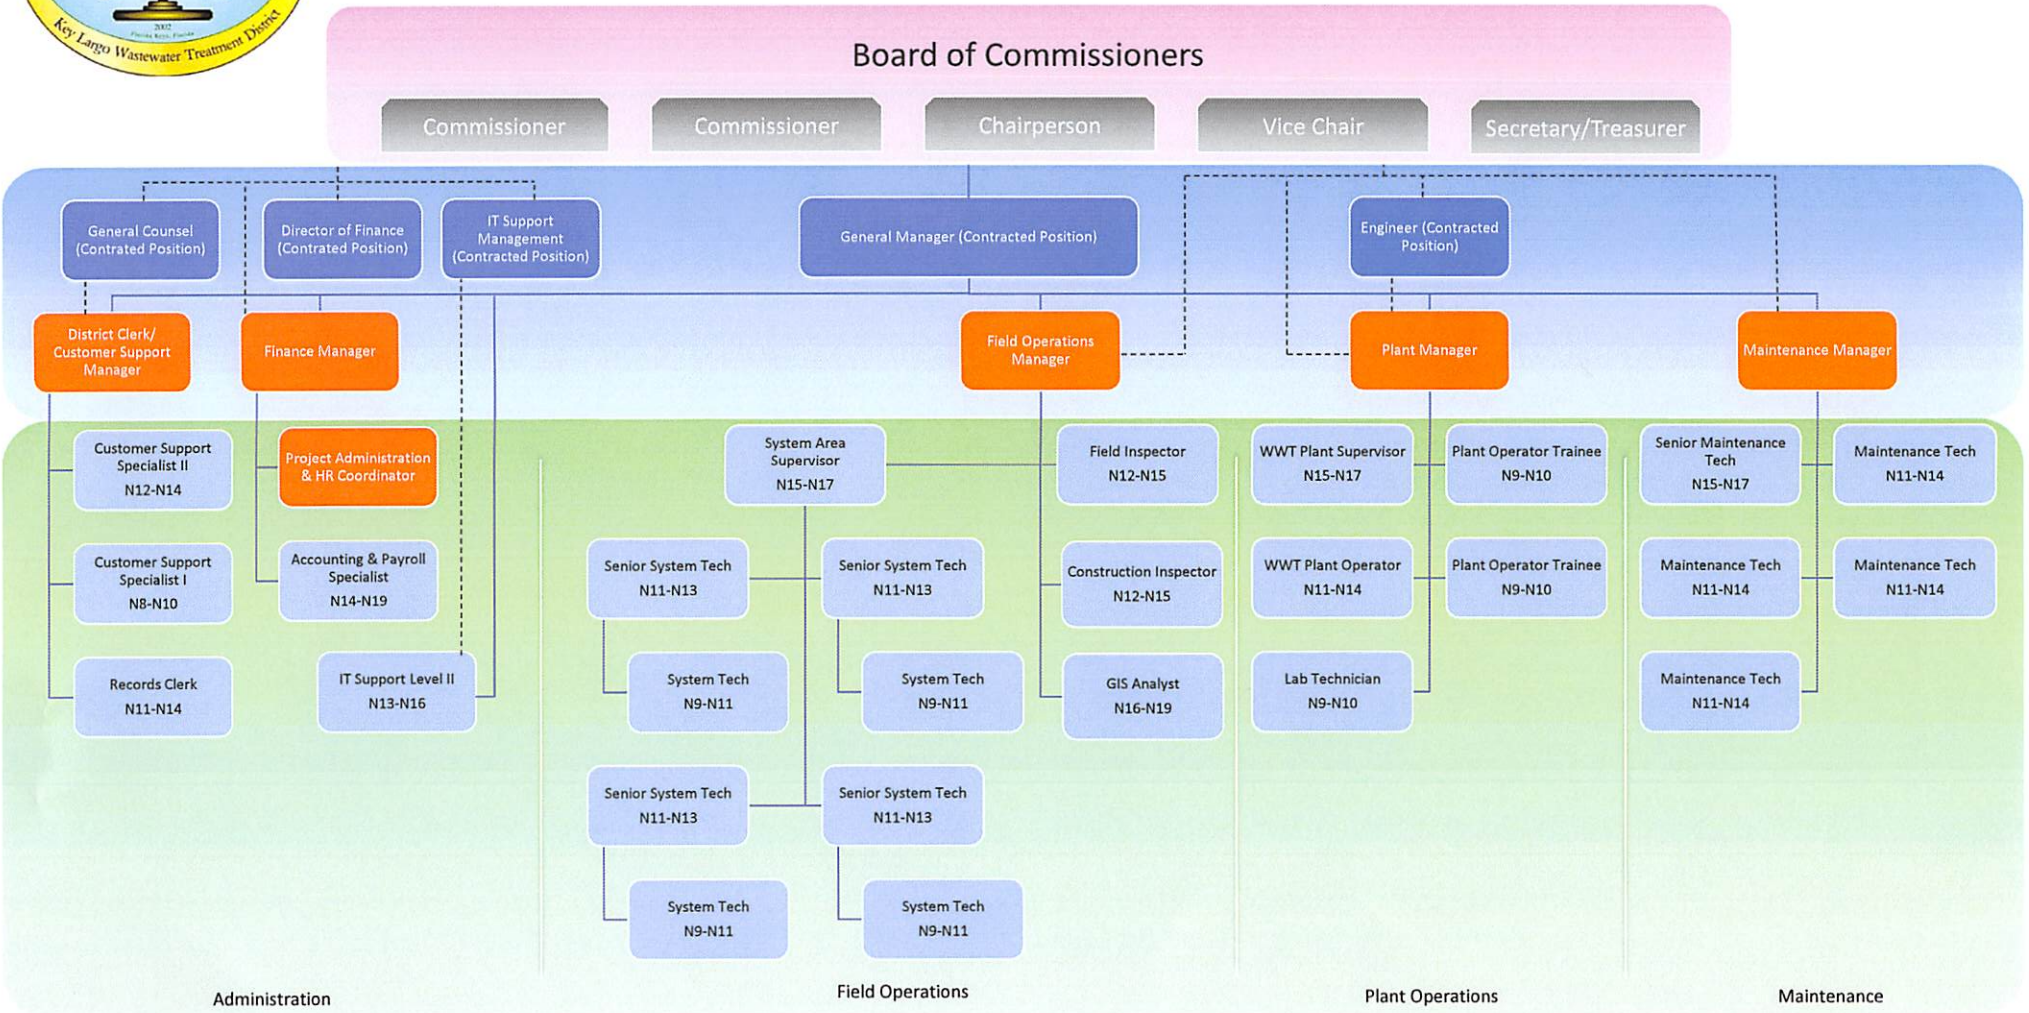 2002
Florida Keys, Florida
Key Largo Wastewater Treatment District
Board of Commissioners
Commissioner
Commissioner
Chairperson
Vice Chair
Secretary/Treasurer
General Counsel
(Contrated Position)
Director of Finance
(Contrated Position)
IT Support
Management
(Contracted Position)
General Manager (Contracted Position)
Engineer (Contracted
Position)
District Clerk/
Customer Support
Manager
Finance Manager
Field Operations
Manager
Plant Manager
Maintenance Manager
Customer Support
Specialist II
N12-N14
Project Administration
& HR Coordinator
System Area
Supervisor
N15-N17
Field Inspector
N12-N15
WWT Plant Supervisor
N15-N17
Plant Operator Trainee
N9-N10
Senior Maintenance
Tech
N15-N17
Maintenance Tech
N11-N14
Customer Support
Specialist I
N8-N10
Accounting & Payroll
Specialist
N14-N19
Senior System Tech
N11-N13
Senior System Tech
N11-N13
Construction Inspector
N12-N15
WWT Plant Operator
N11-N14
Plant Operator Trainee
N9-N10
Maintenance Tech
N11-N14
Maintenance Tech
N11-N14
Records Clerk
N11-N14
IT Support Level II
N13-N16
System Tech
N9-N11
System Tech
N9-N11
GIS Analyst
N16-N19
Lab Technician
N9-N10
Maintenance Tech
N11-N14
Senior System Tech
N11-N13
Senior System Tech
N11-N13
System Tech
N9-N11
System Tech
N9-N11
Administration
Field Operations
Plant Operations
Maintenance